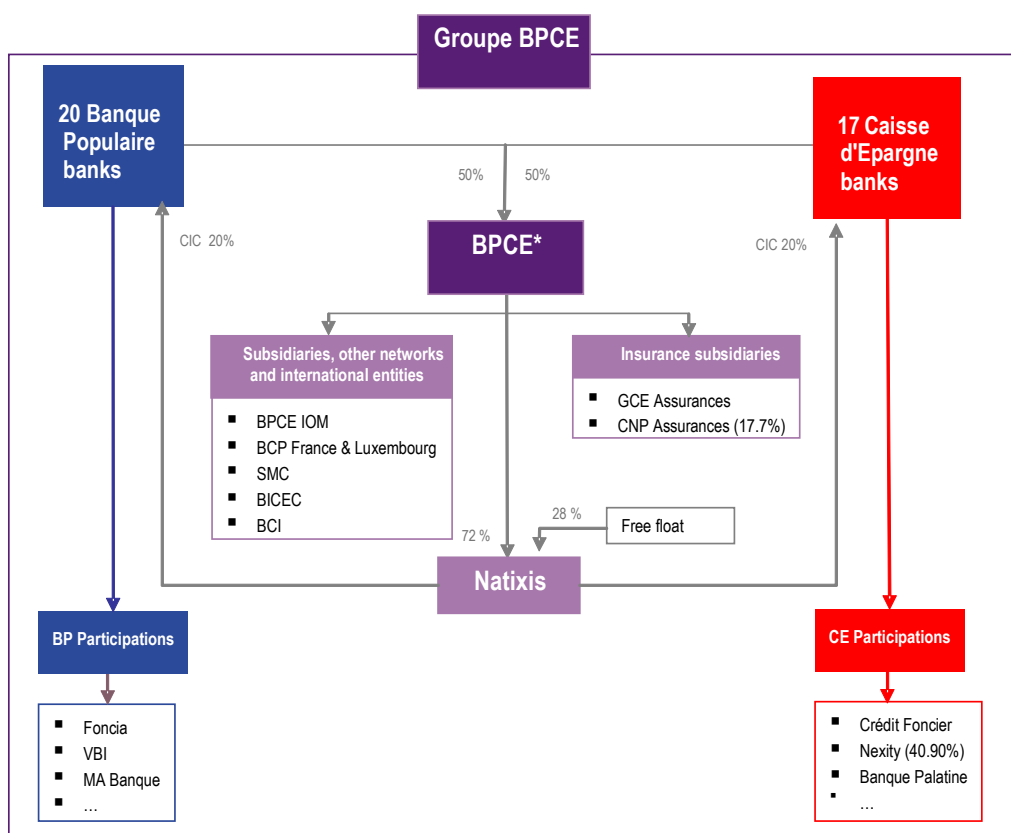 Groupe BPCE
20 Banque
Populaire
banks
17 Caisse
d'Epargne
banks
50%
50%
BPCE*
CIC 20%
CIC 20%
Subsidiaries, other networks
and international entities
▪ BPCE IOM
▪ BCP France & Luxembourg
▪ SMC
▪ BICEC
▪ BCI
Insurance subsidiaries
▪ GCE Assurances
▪ CNP Assurances (17.7%)
72 %
28 %
Free float
Natixis
BP Participations
▪ Foncia
▪ VBI
▪ MA Banque
▪ …
CE Participations
▪ Crédit Foncier
▪ Nexity (40.90%)
▪ Banque Palatine
▪ …